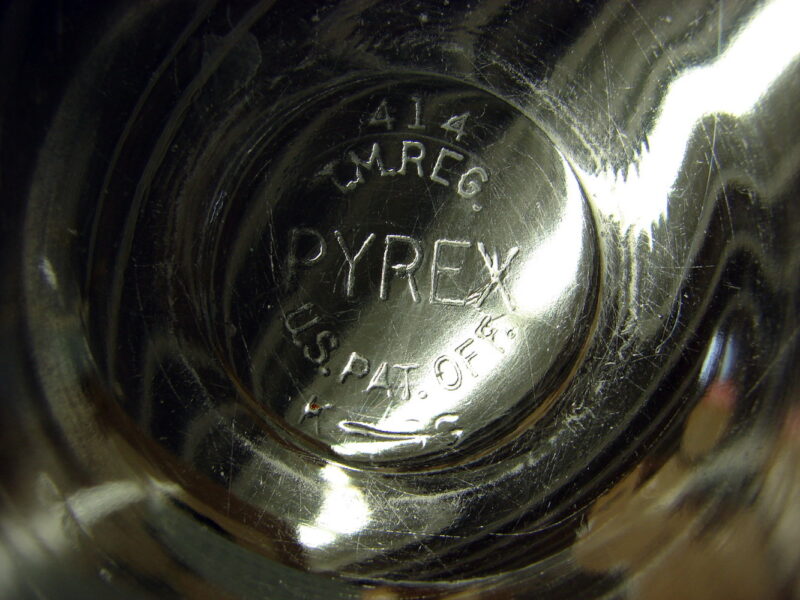 414
T.M.REG.
PYREX
U.S. PAT. OFF.